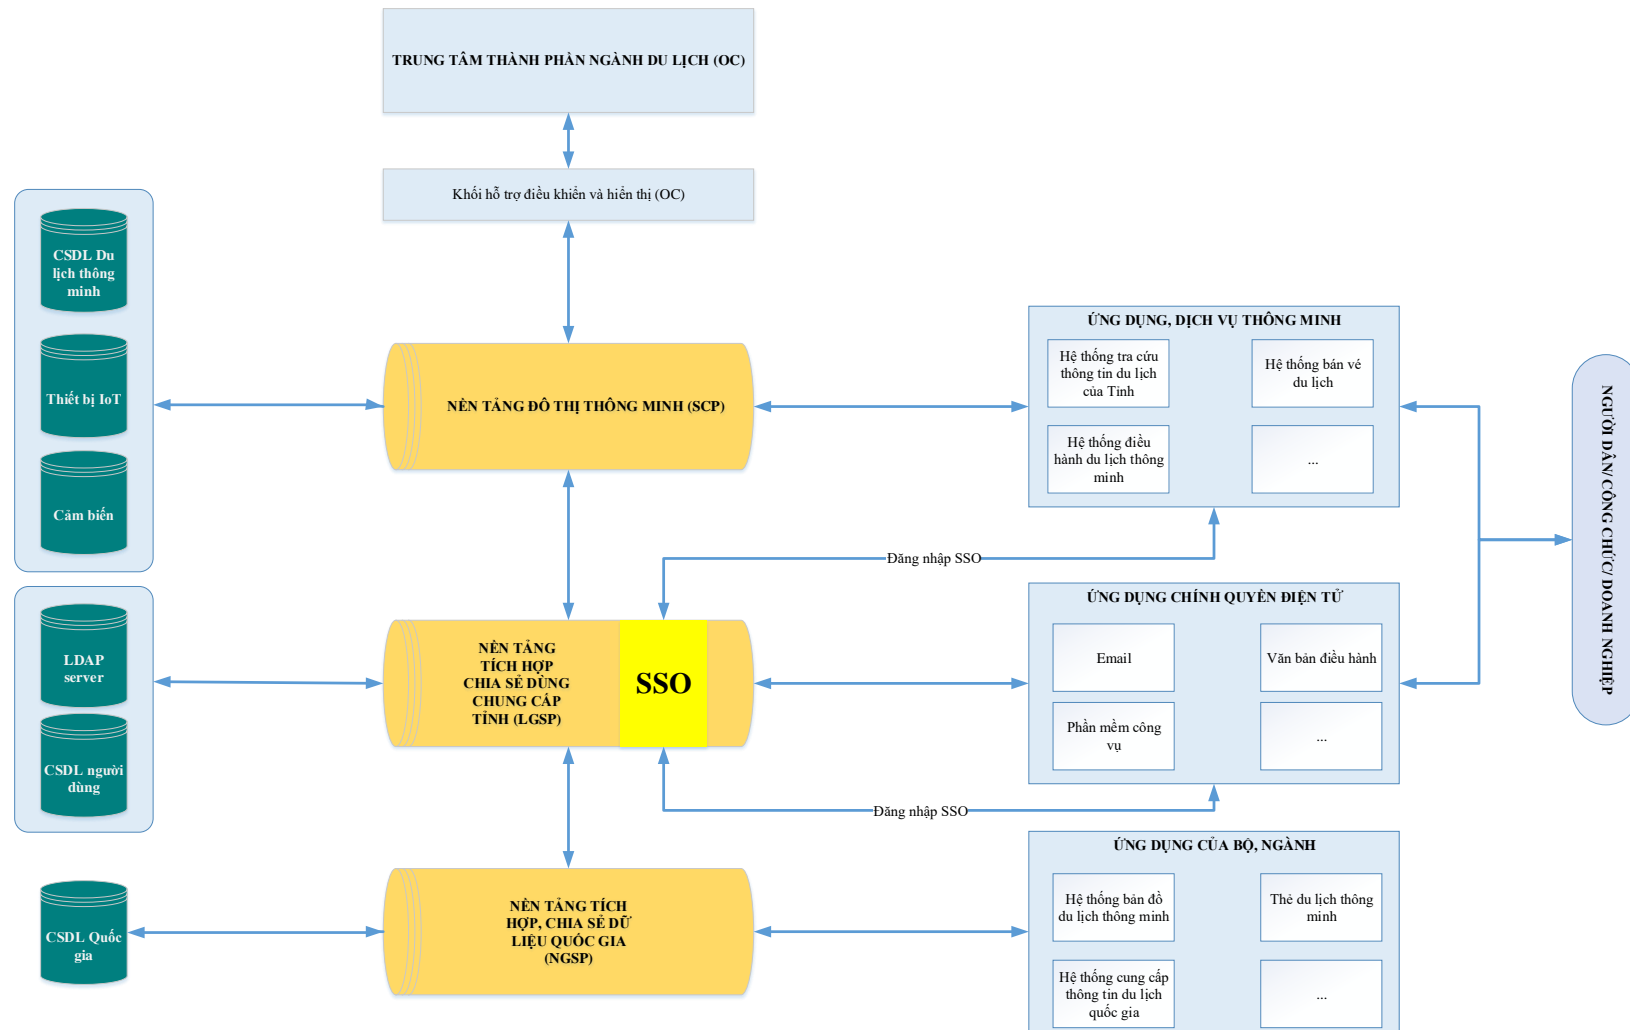 TRUNG TÂM THÀNH PHẦN NGÀNH DU LỊCH (OC)
Khối hỗ trợ điều khiển và hiển thị (OC)
CSDL Du
lịch thông
minh
Thiết bị IoT
Cảm biến
NỀN TẢNG ĐÔ THỊ THÔNG MINH (SCP)
ỨNG DỤNG, DỊCH VỤ THÔNG MINH
Hệ thống tra cứu
thông tin du lịch
của Tỉnh
Hệ thống bán vé
du lịch
Hệ thống điều
hành du lịch thông
minh
...
NGƯỜI DÂN/ CÔNG CHỨC/ DOANH NGHIỆP
Đăng nhập SSO
LDAP
server
CSDL người
dùng
NỀN TẢNG
TÍCH HỢP
CHIA SẺ DÙNG
CHUNG CẤP
TỈNH (LGSP)
SSO
ỨNG DỤNG CHÍNH QUYỀN ĐIỆN TỬ
Email
Văn bản điều hành
Phần mềm công
vụ
...
Đăng nhập SSO
CSDL Quốc
gia
NỀN TẢNG TÍCH
HỢP, CHIA SẺ DỮ
LIỆU QUỐC GIA
(NGSP)
ỨNG DỤNG CỦA BỘ, NGÀNH
Hệ thống bản đồ
du lịch thông minh
Thẻ du lịch thông
minh
Hệ thống cung cấp
thông tin du lịch
quốc gia
...